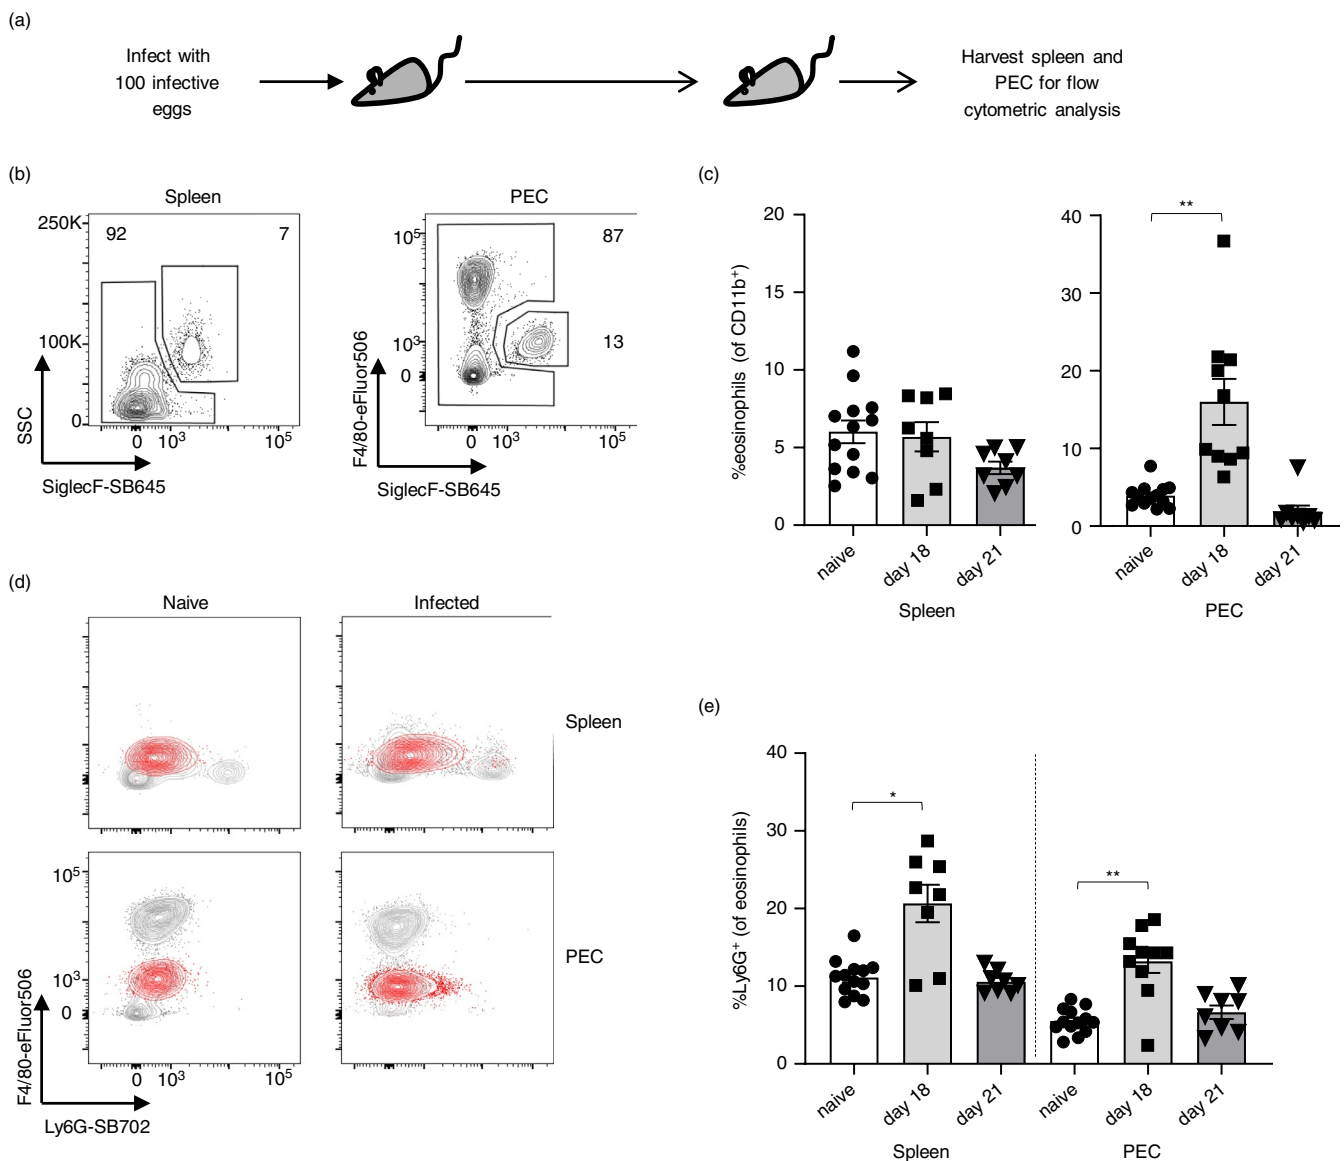 (a)
Infect with
100 infective
eggs
Harvest spleen and
PEC for flow
cytometric analysis
(b)
Spleen
PEC
250K
100K
0
92
7
SSC
0 10³ 10⁵
SiglecF-SB645
10⁵
10³
0
87
13
F4/80-eFluor506
0 10³ 10⁵
SiglecF-SB645
(c)
20
15
10
5
0
%eosinophils (of CD11b⁺)
naive
day 18
day 21
Spleen
40
30
20
10
0
**
naive
day 18
day 21
PEC
(d)
Naive
Infected
Spleen
PEC
10⁵
10³
0
F4/80-eFluor506
0 10³ 10⁵
Ly6G-SB702
(e)
40
30
20
10
0
%Ly6G⁺ (of eosinophils)
*
**
naive
day 18
day 21
naive
day 18
day 21
Spleen
PEC